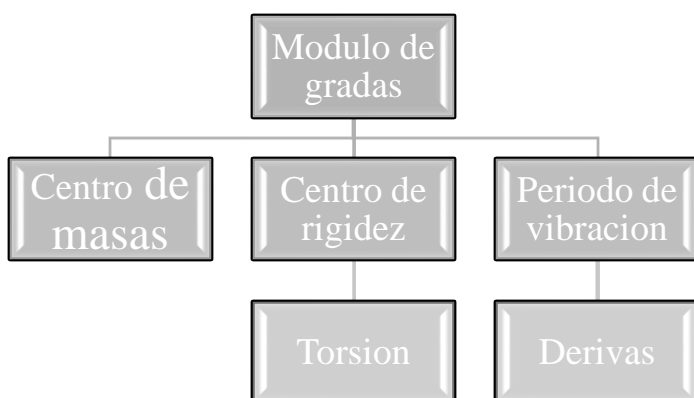 Modulo de
gradas
Centro de
masas
Centro de
rigidez
Periodo de
vibracion
Torsion
Derivas